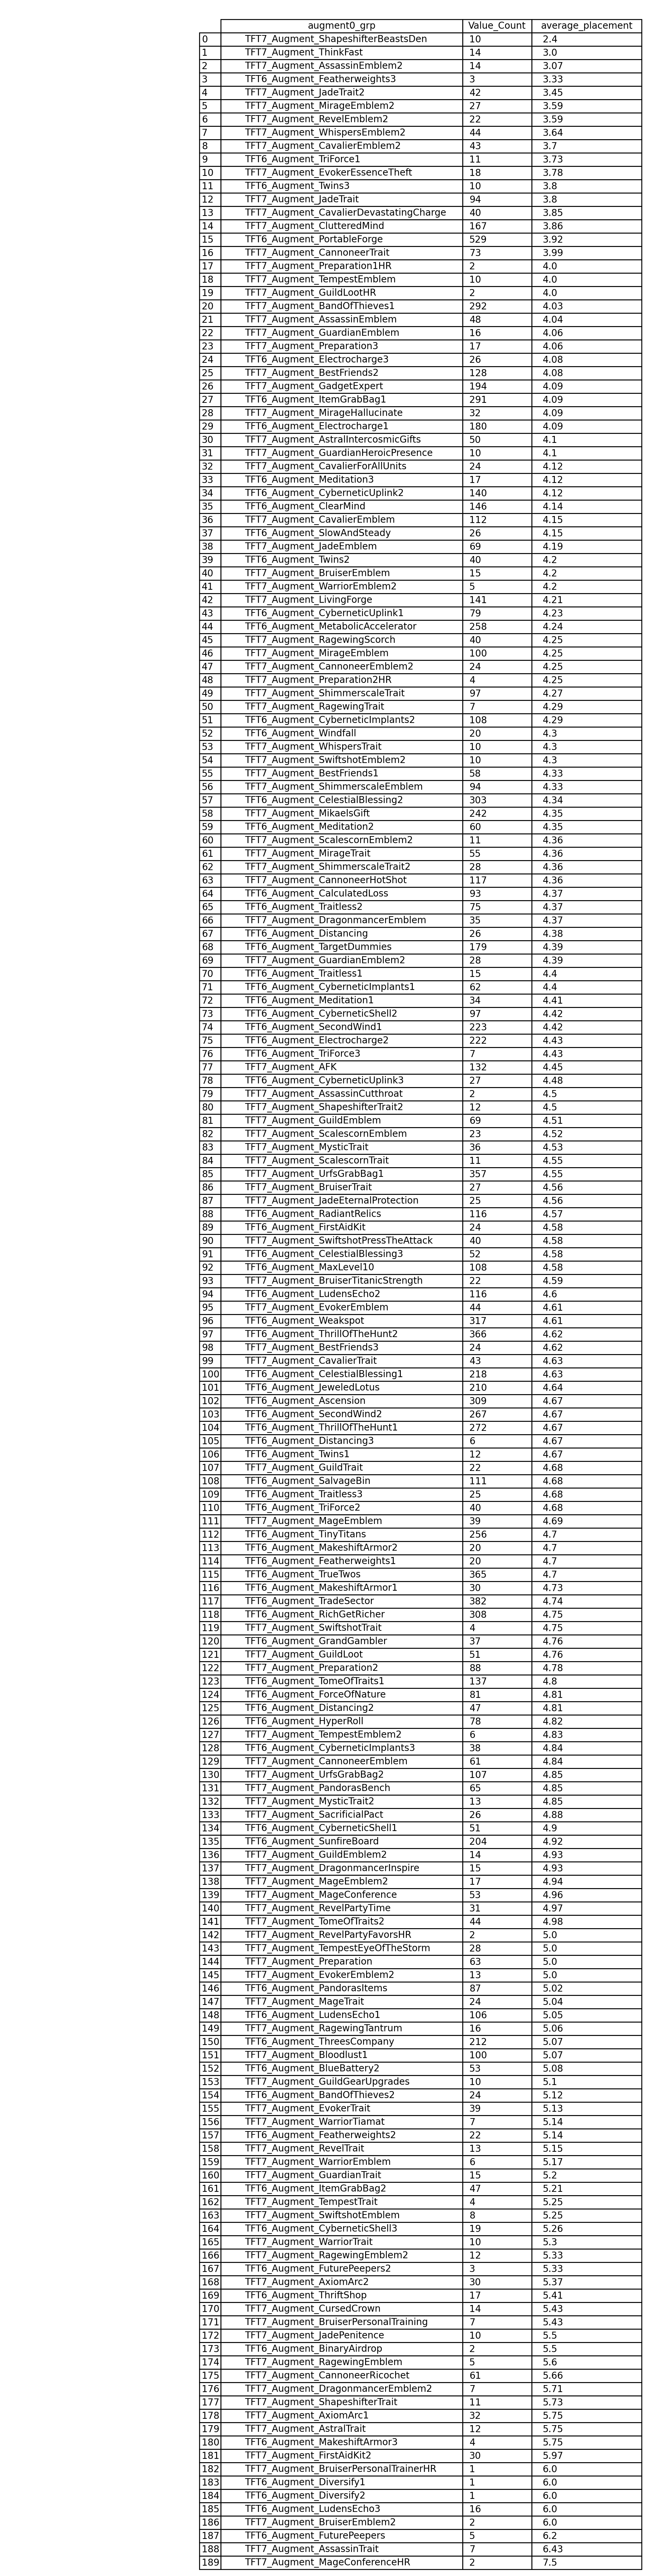 augment0_grp Value_Count average_placement
0 TFT7_Augment_ShapeshifterBeastsDen 10 2.4
1 TFT7_Augment_ThinkFast 14 3.0
2 TFT7_Augment_AssassinEmblem2 14 3.07
3 TFT6_Augment_Featherweights3 3 3.33
4 TFT7_Augment_JadeTrait2 42 3.45
5 TFT7_Augment_MirageEmblem2 27 3.59
6 TFT7_Augment_RevelEmblem2 22 3.59
7 TFT7_Augment_WhispersEmblem2 44 3.64
8 TFT7_Augment_CavalierEmblem2 43 3.7
9 TFT6_Augment_TriForce1 11 3.73
10 TFT7_Augment_EvokerEssenceTheft 18 3.78
11 TFT6_Augment_Twins3 10 3.8
12 TFT7_Augment_JadeTrait 94 3.8
13 TFT7_Augment_CavalierDevastatingCharge 40 3.85
14 TFT7_Augment_ClutteredMind 167 3.86
15 TFT6_Augment_PortableForge 529 3.92
16 TFT7_Augment_CannoneerTrait 73 3.99
17 TFT7_Augment_Preparation1HR 2 4.0
18 TFT7_Augment_TempestEmblem 10 4.0
19 TFT7_Augment_GuildLootHR 2 4.0
20 TFT6_Augment_BandOfThieves1 292 4.03
21 TFT7_Augment_AssassinEmblem 48 4.04
22 TFT7_Augment_GuardianEmblem 16 4.06
23 TFT7_Augment_Preparation3 17 4.06
24 TFT6_Augment_Electrocharge3 26 4.08
25 TFT7_Augment_BestFriends2 128 4.08
26 TFT7_Augment_GadgetExpert 194 4.09
27 TFT6_Augment_ItemGrabBag1 291 4.09
28 TFT7_Augment_MirageHallucinate 32 4.09
29 TFT6_Augment_Electrocharge1 180 4.09
30 TFT7_Augment_AstralIntercosmicGifts 50 4.1
31 TFT7_Augment_GuardianHeroicPresence 10 4.1
32 TFT7_Augment_CavalierForAllUnits 24 4.12
33 TFT6_Augment_Meditation3 17 4.12
34 TFT6_Augment_CyberneticUplink2 140 4.12
35 TFT6_Augment_ClearMind 146 4.14
36 TFT7_Augment_CavalierEmblem 112 4.15
37 TFT6_Augment_SlowAndSteady 26 4.15
38 TFT7_Augment_JadeEmblem 69 4.19
39 TFT6_Augment_Twins2 40 4.2
40 TFT7_Augment_BruiserEmblem 15 4.2
41 TFT7_Augment_WarriorEmblem2 5 4.2
42 TFT7_Augment_LivingForge 141 4.21
43 TFT6_Augment_CyberneticUplink1 79 4.23
44 TFT6_Augment_MetabolicAccelerator 258 4.24
45 TFT7_Augment_RagewingScorch 40 4.25
46 TFT7_Augment_MirageEmblem 100 4.25
47 TFT7_Augment_CannoneerEmblem2 24 4.25
48 TFT7_Augment_Preparation2HR 4 4.25
49 TFT7_Augment_ShimmerscaleTrait 97 4.27
50 TFT7_Augment_RagewingTrait 7 4.29
51 TFT6_Augment_CyberneticImplants2 108 4.29
52 TFT6_Augment_Windfall 20 4.3
53 TFT7_Augment_WhispersTrait 10 4.3
54 TFT7_Augment_SwiftshotEmblem2 10 4.3
55 TFT7_Augment_BestFriends1 58 4.33
56 TFT7_Augment_ShimmerscaleEmblem 94 4.33
57 TFT6_Augment_CelestialBlessing2 303 4.34
58 TFT7_Augment_MikaelsGift 242 4.35
59 TFT6_Augment_Meditation2 60 4.35
60 TFT7_Augment_ScalescornEmblem2 11 4.36
61 TFT7_Augment_MirageTrait 55 4.36
62 TFT7_Augment_ShimmerscaleTrait2 28 4.36
63 TFT7_Augment_CannoneerHotShot 117 4.36
64 TFT6_Augment_CalculatedLoss 93 4.37
65 TFT6_Augment_Traitless2 75 4.37
66 TFT7_Augment_DragonmancerEmblem 35 4.37
67 TFT6_Augment_Distancing 26 4.38
68 TFT6_Augment_TargetDummies 179 4.39
69 TFT7_Augment_GuardianEmblem2 28 4.39
70 TFT6_Augment_Traitless1 15 4.4
71 TFT6_Augment_CyberneticImplants1 62 4.4
72 TFT6_Augment_Meditation1 34 4.41
73 TFT6_Augment_CyberneticShell2 97 4.42
74 TFT6_Augment_SecondWind1 223 4.42
75 TFT6_Augment_Electrocharge2 222 4.43
76 TFT6_Augment_TriForce3 7 4.43
77 TFT7_Augment_AFK 132 4.45
78 TFT6_Augment_CyberneticUplink3 27 4.48
79 TFT7_Augment_AssassinCutthroat 2 4.5
80 TFT7_Augment_ShapeshifterTrait2 12 4.5
81 TFT7_Augment_GuildEmblem 69 4.51
82 TFT7_Augment_ScalescornEmblem 23 4.52
83 TFT7_Augment_MysticTrait 36 4.53
84 TFT7_Augment_ScalescornTrait 11 4.55
85 TFT7_Augment_UrfsGrabBag1 357 4.55
86 TFT7_Augment_BruiserTrait 27 4.56
87 TFT7_Augment_JadeEternalProtection 25 4.56
88 TFT6_Augment_RadiantRelics 116 4.57
89 TFT6_Augment_FirstAidKit 24 4.58
90 TFT7_Augment_SwiftshotPressTheAttack 40 4.58
91 TFT6_Augment_CelestialBlessing3 52 4.58
92 TFT6_Augment_MaxLevel10 108 4.58
93 TFT7_Augment_BruiserTitanicStrength 22 4.59
94 TFT6_Augment_LudensEcho2 116 4.6
95 TFT7_Augment_EvokerEmblem 44 4.61
96 TFT6_Augment_Weakspot 317 4.61
97 TFT6_Augment_ThrillOfTheHunt2 366 4.62
98 TFT7_Augment_BestFriends3 24 4.62
99 TFT7_Augment_CavalierTrait 43 4.63
100 TFT6_Augment_CelestialBlessing1 218 4.63
101 TFT6_Augment_JeweledLotus 210 4.64
102 TFT6_Augment_Ascension 309 4.67
103 TFT6_Augment_SecondWind2 267 4.67
104 TFT6_Augment_ThrillOfTheHunt1 272 4.67
105 TFT6_Augment_Distancing3 6 4.67
106 TFT6_Augment_Twins1 12 4.67
107 TFT7_Augment_GuildTrait 22 4.68
108 TFT6_Augment_SalvageBin 111 4.68
109 TFT6_Augment_Traitless3 25 4.68
110 TFT6_Augment_TriForce2 40 4.68
111 TFT7_Augment_MageEmblem 39 4.69
112 TFT6_Augment_TinyTitans 256 4.7
113 TFT6_Augment_MakeshiftArmor2 20 4.7
114 TFT6_Augment_Featherweights1 20 4.7
115 TFT6_Augment_TrueTwos 365 4.7
116 TFT6_Augment_MakeshiftArmor1 30 4.73
117 TFT6_Augment_TradeSector 382 4.74
118 TFT6_Augment_RichGetRicher 308 4.75
119 TFT7_Augment_SwiftshotTrait 4 4.75
120 TFT6_Augment_GrandGambler 37 4.76
121 TFT7_Augment_GuildLoot 51 4.76
122 TFT7_Augment_Preparation2 88 4.78
123 TFT6_Augment_TomeOfTraits1 137 4.8
124 TFT6_Augment_ForceOfNature 81 4.81
125 TFT6_Augment_Distancing2 47 4.81
126 TFT6_Augment_HyperRoll 78 4.82
127 TFT7_Augment_TempestEmblem2 6 4.83
128 TFT6_Augment_CyberneticImplants3 38 4.84
129 TFT7_Augment_CannoneerEmblem 61 4.84
130 TFT7_Augment_UrfsGrabBag2 107 4.85
131 TFT7_Augment_PandorasBench 65 4.85
132 TFT7_Augment_MysticTrait2 13 4.85
133 TFT7_Augment_SacrificialPact 26 4.88
134 TFT6_Augment_CyberneticShell1 51 4.9
135 TFT6_Augment_SunfireBoard 204 4.92
136 TFT7_Augment_GuildEmblem2 14 4.93
137 TFT7_Augment_DragonmancerInspire 15 4.93
138 TFT7_Augment_MageEmblem2 17 4.94
139 TFT7_Augment_MageConference 53 4.96
140 TFT7_Augment_RevelPartyTime 31 4.97
141 TFT7_Augment_TomeOfTraits2 44 4.98
142 TFT7_Augment_RevelPartyFavorsHR 2 5.0
143 TFT7_Augment_TempestEyeOfTheStorm 28 5.0
144 TFT7_Augment_Preparation 63 5.0
145 TFT7_Augment_EvokerEmblem2 13 5.0
146 TFT6_Augment_PandorasItems 87 5.02
147 TFT7_Augment_MageTrait 24 5.04
148 TFT6_Augment_LudensEcho1 106 5.05
149 TFT7_Augment_RagewingTantrum 16 5.06
150 TFT6_Augment_ThreesCompany 212 5.07
151 TFT7_Augment_Bloodlust1 100 5.07
152 TFT6_Augment_BlueBattery2 53 5.08
153 TFT7_Augment_GuildGearUpgrades 10 5.1
154 TFT6_Augment_BandOfThieves2 24 5.12
155 TFT7_Augment_EvokerTrait 39 5.13
156 TFT7_Augment_WarriorTiamat 7 5.14
157 TFT6_Augment_Featherweights2 22 5.14
158 TFT7_Augment_RevelTrait 13 5.15
159 TFT7_Augment_WarriorEmblem 6 5.17
160 TFT7_Augment_GuardianTrait 15 5.2
161 TFT6_Augment_ItemGrabBag2 47 5.21
162 TFT7_Augment_TempestTrait 4 5.25
163 TFT7_Augment_SwiftshotEmblem 8 5.25
164 TFT6_Augment_CyberneticShell3 19 5.26
165 TFT7_Augment_WarriorTrait 10 5.3
166 TFT7_Augment_RagewingEmblem2 12 5.33
167 TFT6_Augment_FuturePeepers2 3 5.33
168 TFT7_Augment_AxiomArc2 30 5.37
169 TFT6_Augment_ThriftShop 17 5.41
170 TFT7_Augment_CursedCrown 14 5.43
171 TFT7_Augment_BruiserPersonalTraining 7 5.43
172 TFT7_Augment_JadePenitence 10 5.5
173 TFT6_Augment_BinaryAirdrop 2 5.5
174 TFT7_Augment_RagewingEmblem 5 5.6
175 TFT7_Augment_CannoneerRicochet 61 5.66
176 TFT7_Augment_DragonmancerEmblem2 7 5.71
177 TFT7_Augment_ShapeshifterTrait 11 5.73
178 TFT7_Augment_AxiomArc1 32 5.75
179 TFT7_Augment_AstralTrait 12 5.75
180 TFT6_Augment_MakeshiftArmor3 4 5.75
181 TFT7_Augment_FirstAidKit2 30 5.97
182 TFT7_Augment_BruiserPersonalTrainerHR 1 6.0
183 TFT6_Augment_Diversify1 1 6.0
184 TFT6_Augment_Diversify2 1 6.0
185 TFT6_Augment_LudensEcho3 16 6.0
186 TFT7_Augment_BruiserEmblem2 2 6.0
187 TFT6_Augment_FuturePeepers 5 6.2
188 TFT7_Augment_AssassinTrait 7 6.43
189 TFT7_Augment_MageConferenceHR 2 7.5